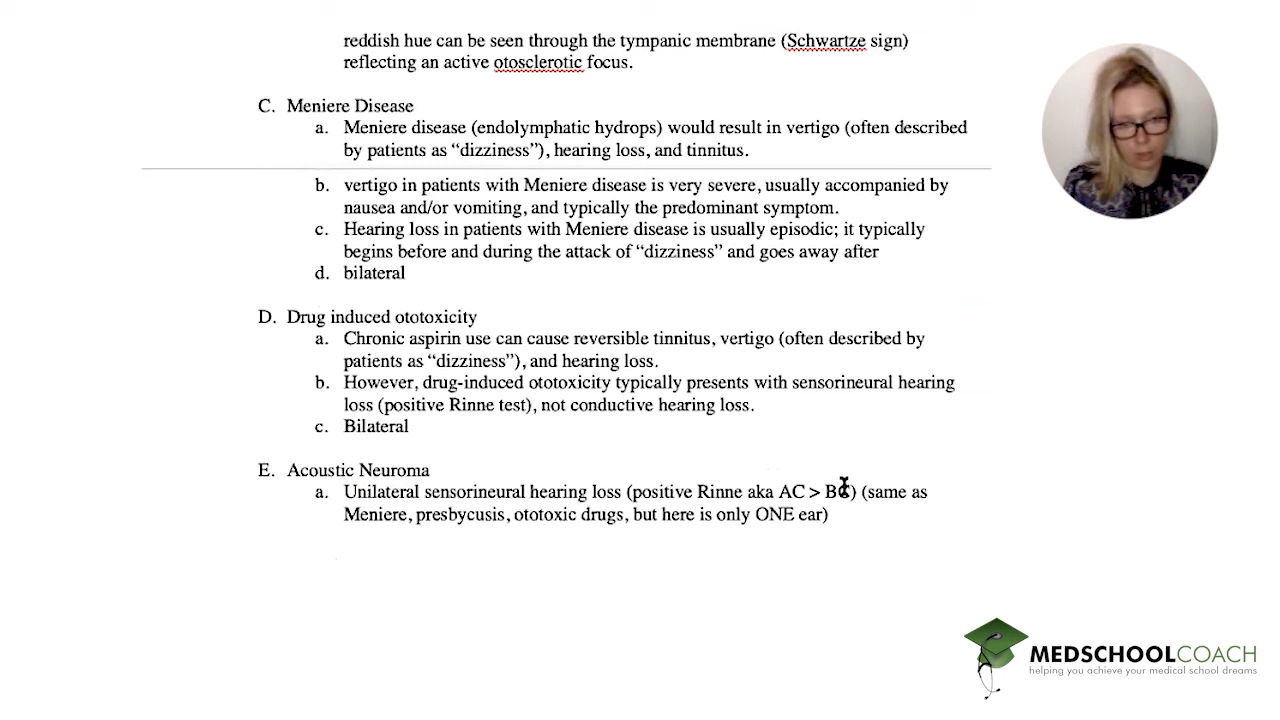 reddish hue can be seen through the tympanic membrane (Schwartze sign)
reflecting an active otosclerotic focus.
C. Meniere Disease
a. Meniere disease (endolymphatic hydrops) would result in vertigo (often described
by patients as “dizziness”), hearing loss, and tinnitus.
b. vertigo in patients with Meniere disease is very severe, usually accompanied by
nausea and/or vomiting, and typically the predominant symptom.
c. Hearing loss in patients with Meniere disease is usually episodic; it typically
begins before and during the attack of “dizziness” and goes away after
d. bilateral
D. Drug induced ototoxicity
a. Chronic aspirin use can cause reversible tinnitus, vertigo (often described by
patients as “dizziness”), and hearing loss.
b. However, drug-induced ototoxicity typically presents with sensorineural hearing
loss (positive Rinne test), not conductive hearing loss.
c. Bilateral
E. Acoustic Neuroma
a. Unilateral sensorineural hearing loss (positive Rinne aka AC > BC) (same as
Meniere, presbycusis, ototoxic drugs, but here is only ONE ear)
MEDSCHOOLCOACH
helping you achieve your medical school dreams